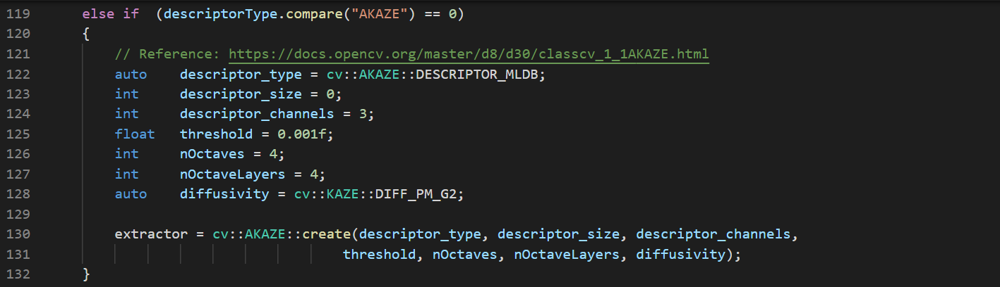 119 else if (descriptorType.compare("AKAZE") == 0)
120 {
121 // Reference: https://docs.opencv.org/master/d8/d30/classcv_1_1AKAZE.html
122 auto descriptor_type = cv::AKAZE::DESCRIPTOR_MLDB;
123 int descriptor_size = 0;
124 int descriptor_channels = 3;
125 float threshold = 0.001f;
126 int nOctaves = 4;
127 int nOctaveLayers = 4;
128 auto diffusivity = cv::KAZE::DIFF_PM_G2;
129
130 extractor = cv::AKAZE::create(descriptor_type, descriptor_size, descriptor_channels,
131 threshold, nOctaves, nOctaveLayers, diffusivity);
132 }